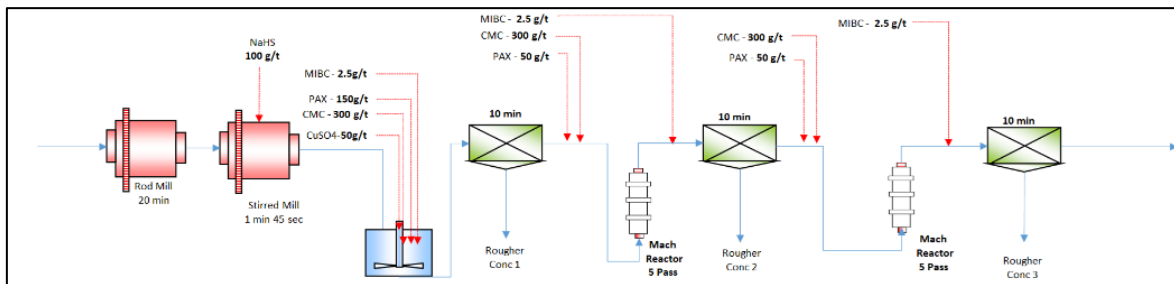 NaHS
100 g/t
MIBC - 2.5g/t
PAX - 150g/t
CMC - 300 g/t
CuSO4-50g/t
Rod Mill
20 min
Stirred Mill
1 min 45 sec
10 min
Rougher
Conc 1
MIBC - 2.5 g/t
CMC - 300 g/t
PAX - 50 g/t
Mach
Reactor
5 Pass
10 min
Rougher
Conc 2
CMC - 300 g/t
PAX - 50 g/t
MIBC - 2.5 g/t
Mach
Reactor
5 Pass
10 min
Rougher
Conc 3